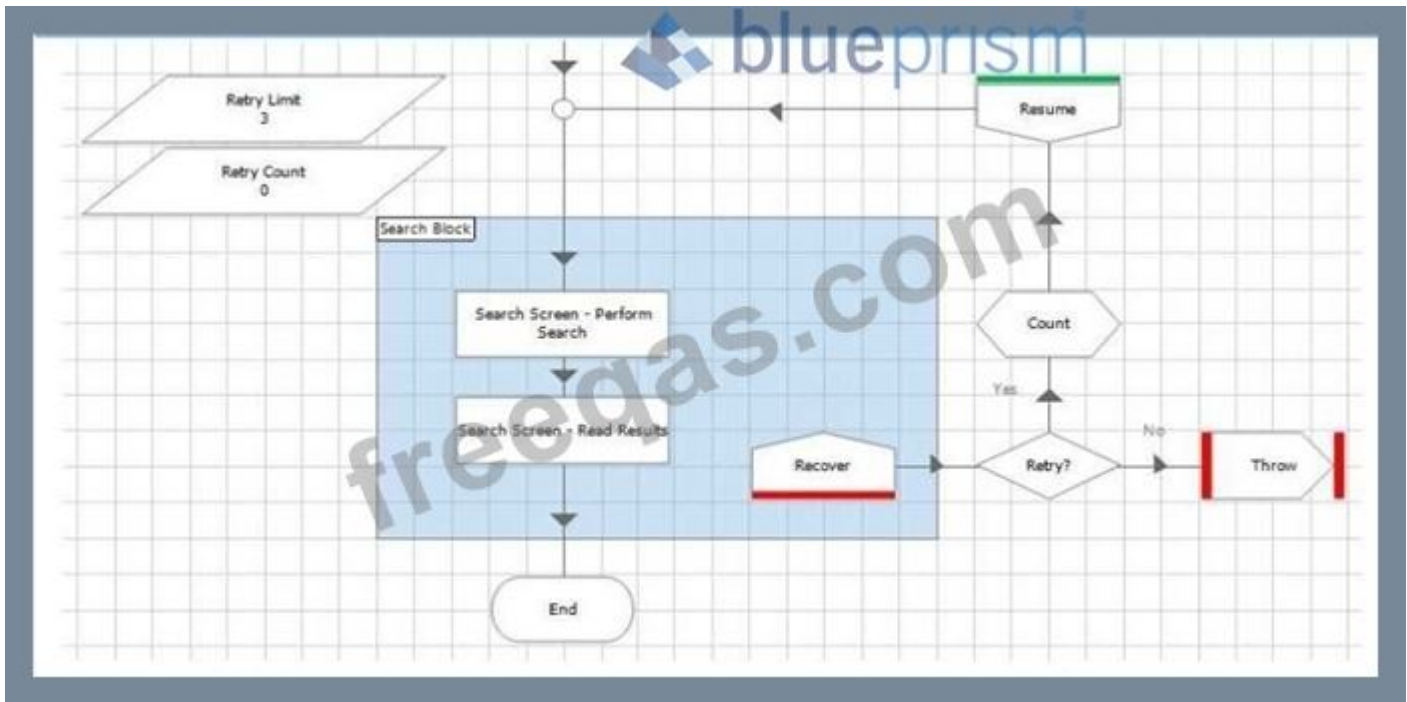 blueprism
Retry Limit
3
Resume
Retry Count
0
Search Block
Search Screen - Perform
Search
Count
Yes
Search Screen - Read Results
No
Recover
Retry?
Throw
End
freeqas.com